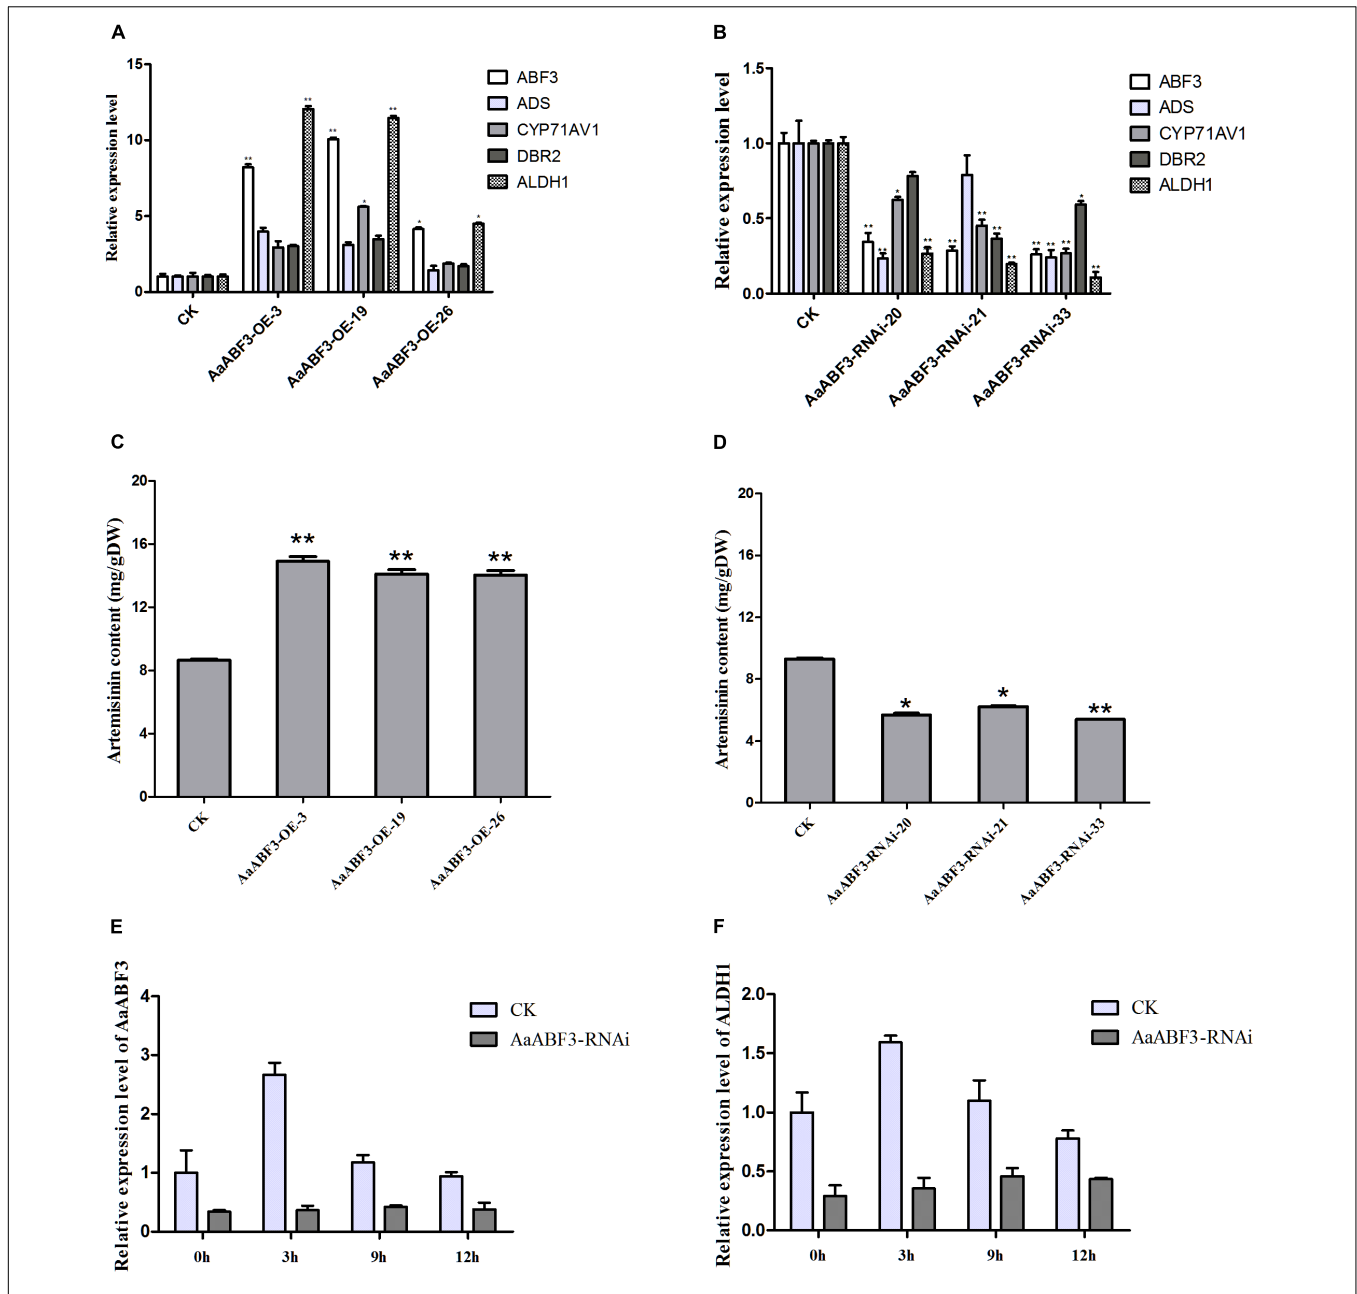 A
Relative expression level
15
10
5
0
** ** ** * ** * *
ABF3
ADS
CYP71AV1
DBR2
ALDH1
CK
AaABF3-OE-3
AaABF3-OE-19
AaABF3-OE-26
B
Relative expression level
1.5
1.0
0.5
0.0
** ** * ** ** ** ** ** ** ** ** * **
ABF3
ADS
CYP71AV1
DBR2
ALDH1
CK
AaABF3-RNAi-20
AaABF3-RNAi-21
AaABF3-RNAi-33
C
Artemisinin content (mg/gDW)
20
16
12
8
4
0
** ** **
CK
AaABF3-OE-3
AaABF3-OE-19
AaABF3-OE-26
D
Artemisinin content (mg/gDW)
20
16
12
8
4
0
* * **
CK
AaABF3-RNAi-20
AaABF3-RNAi-21
AaABF3-RNAi-33
E
Relative expression level of AaABF3
4
3
2
1
0
CK
AaABF3-RNAi
0h 3h 9h 12h
F
Relative expression level of ALDH1
2.0
1.5
1.0
0.5
0.0
CK
AaABF3-RNAi
0h 3h 9h 12h